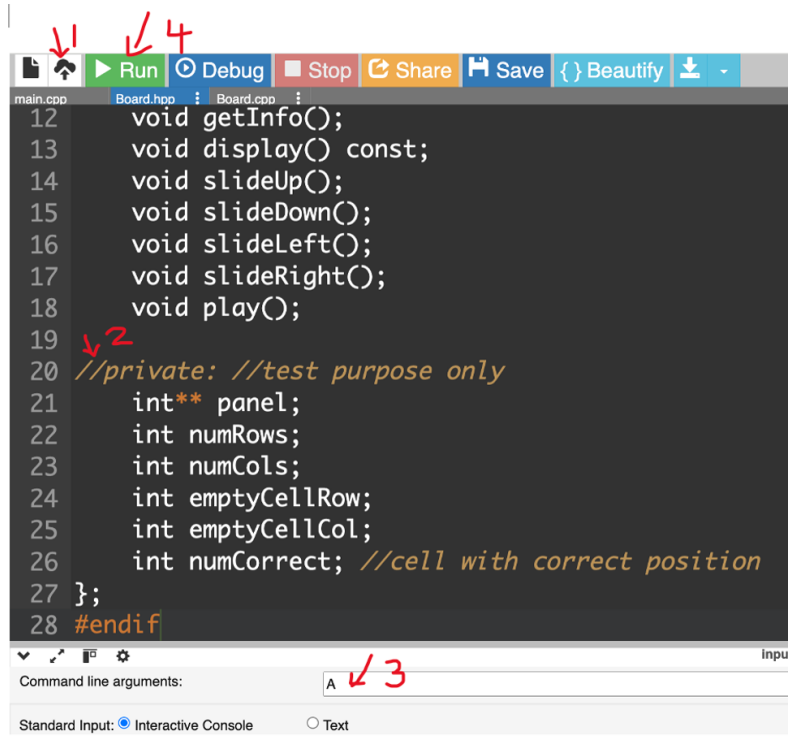 1
4
Run Debug Stop Share Save { } Beautify
main.cpp Board.hpp Board.cpp
12 void getInfo();
13 void display() const;
14 void slideUp();
15 void slideDown();
16 void slideLeft();
17 void slideRight();
18 void play();
19
2
20 //private: //test purpose only
21 int** panel;
22 int numRows;
23 int numCols;
24 int emptyCellRow;
25 int emptyCellCol;
26 int numCorrect; //cell with correct position
27 };
28 #endif
inpu
Command line arguments: A 3
Standard Input: Interactive Console Text